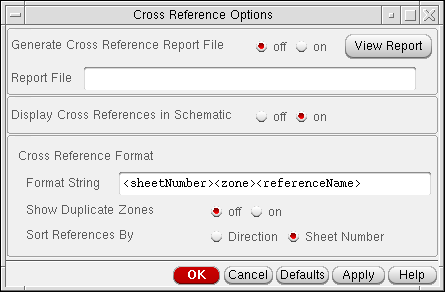 Cross Reference Options
Generate Cross Reference Report File off on View Report
Report File
Display Cross References in Schematic off on
Cross Reference Format
Format String <sheetNumber><zone><referenceName>
Show Duplicate Zones off on
Sort References By Direction Sheet Number
OK Cancel Defaults Apply Help